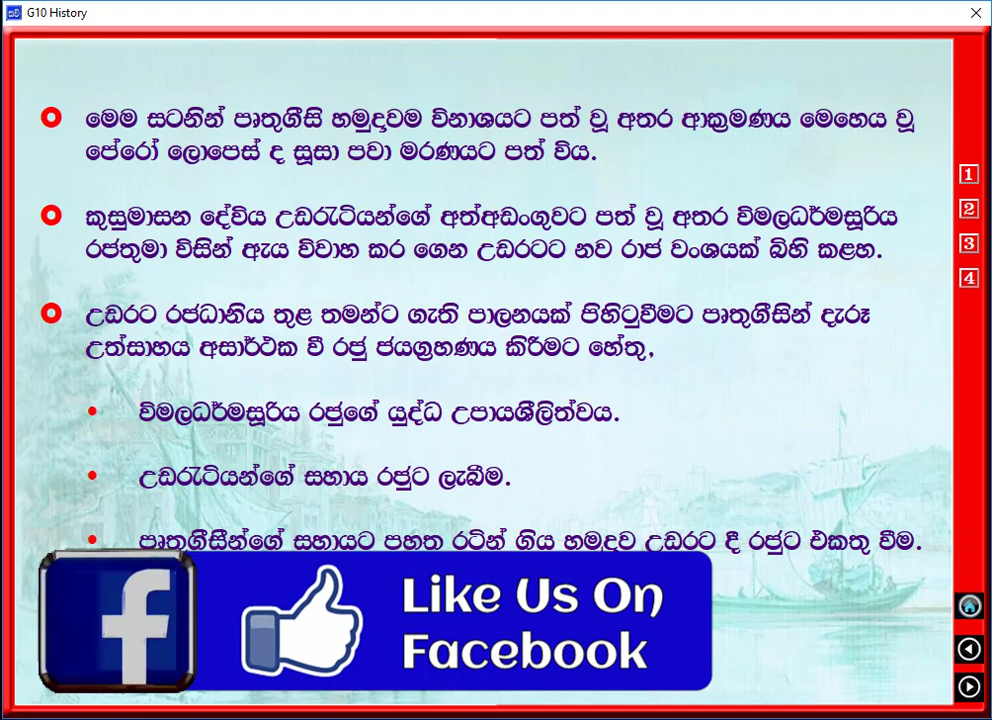 G10 History
මෙම සටනින් පෘතුගීසි හමුදාවම විනාශයට පත් වූ අතර ආක්‍රමණය මෙහෙය වූ
පේරෝ ලොපෙස් ද සූසා පවා මරණයට පත් විය.
කුසුමාසන දේවිය උඩරැටියන්ගේ අත්අඩංගුවට පත් වූ අතර විමලධර්මසූරිය
රජතුමා විසින් ඇය විවාහ කර ගෙන උඩරටට නව රාජ වංශයක් බිහි කළහ.
උඩරට රජධානිය තුළ තමන්ට ගැති පාලනයක් පිහිටුවීමට පෘතුගීසින් දැරූ
උත්සාහය අසාර්ථක වී රජු ජයග්‍රහණය කිරීමට හේතු,
විමලධර්මසූරිය රජුගේ යුද්ධ උපායශීලිත්වය.
උඩරැටියන්ගේ සහාය රජුට ලැබීම.
පෘතුගීසීන්ගේ සහායට පහත රටින් ගිය හමුදාව උඩරට දී රජුට එකතු වීම.
1
2
3
4
Like Us On
Facebook